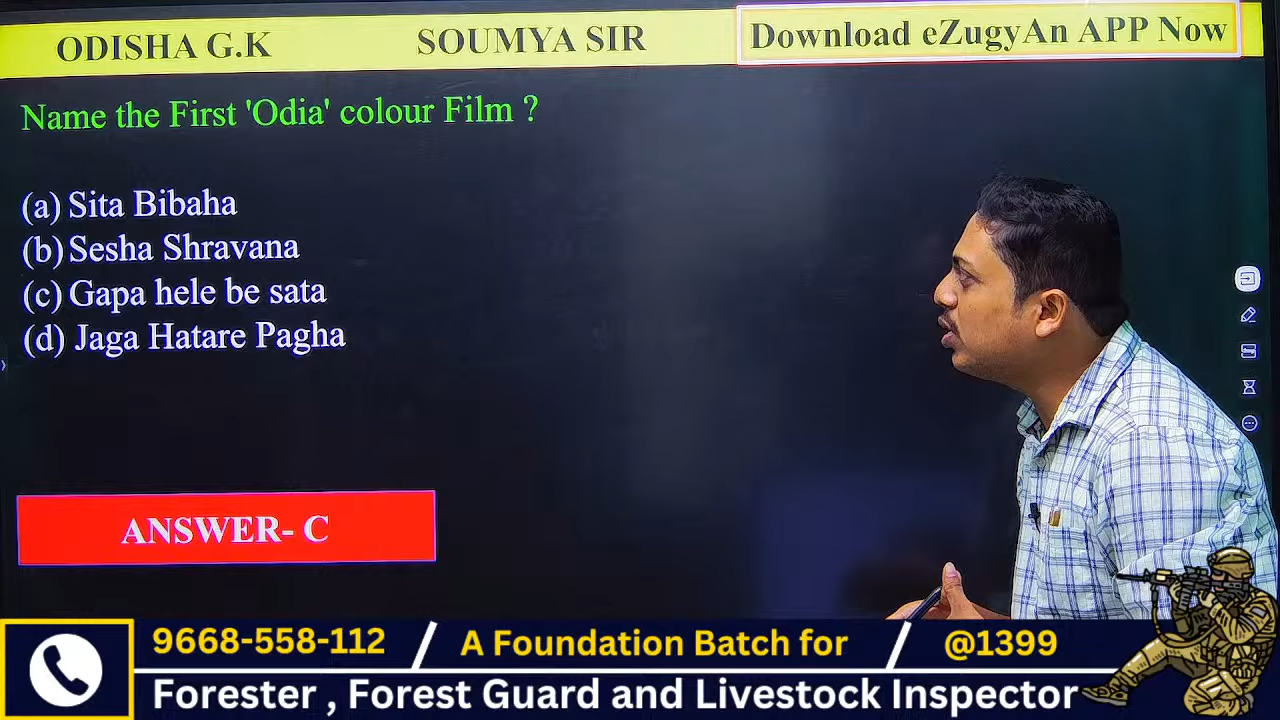 ODISHA G.K SOUMYA SIR Download eZugyAn APP Now
Name the First 'Odia' colour Film ?
(a) Sita Bibaha
(b) Sesha Shravana
(c) Gapa hele be sata
(d) Jaga Hatare Pagha
ANSWER- C
9668-558-112 / A Foundation Batch for / @1399
Forester , Forest Guard and Livestock Inspector